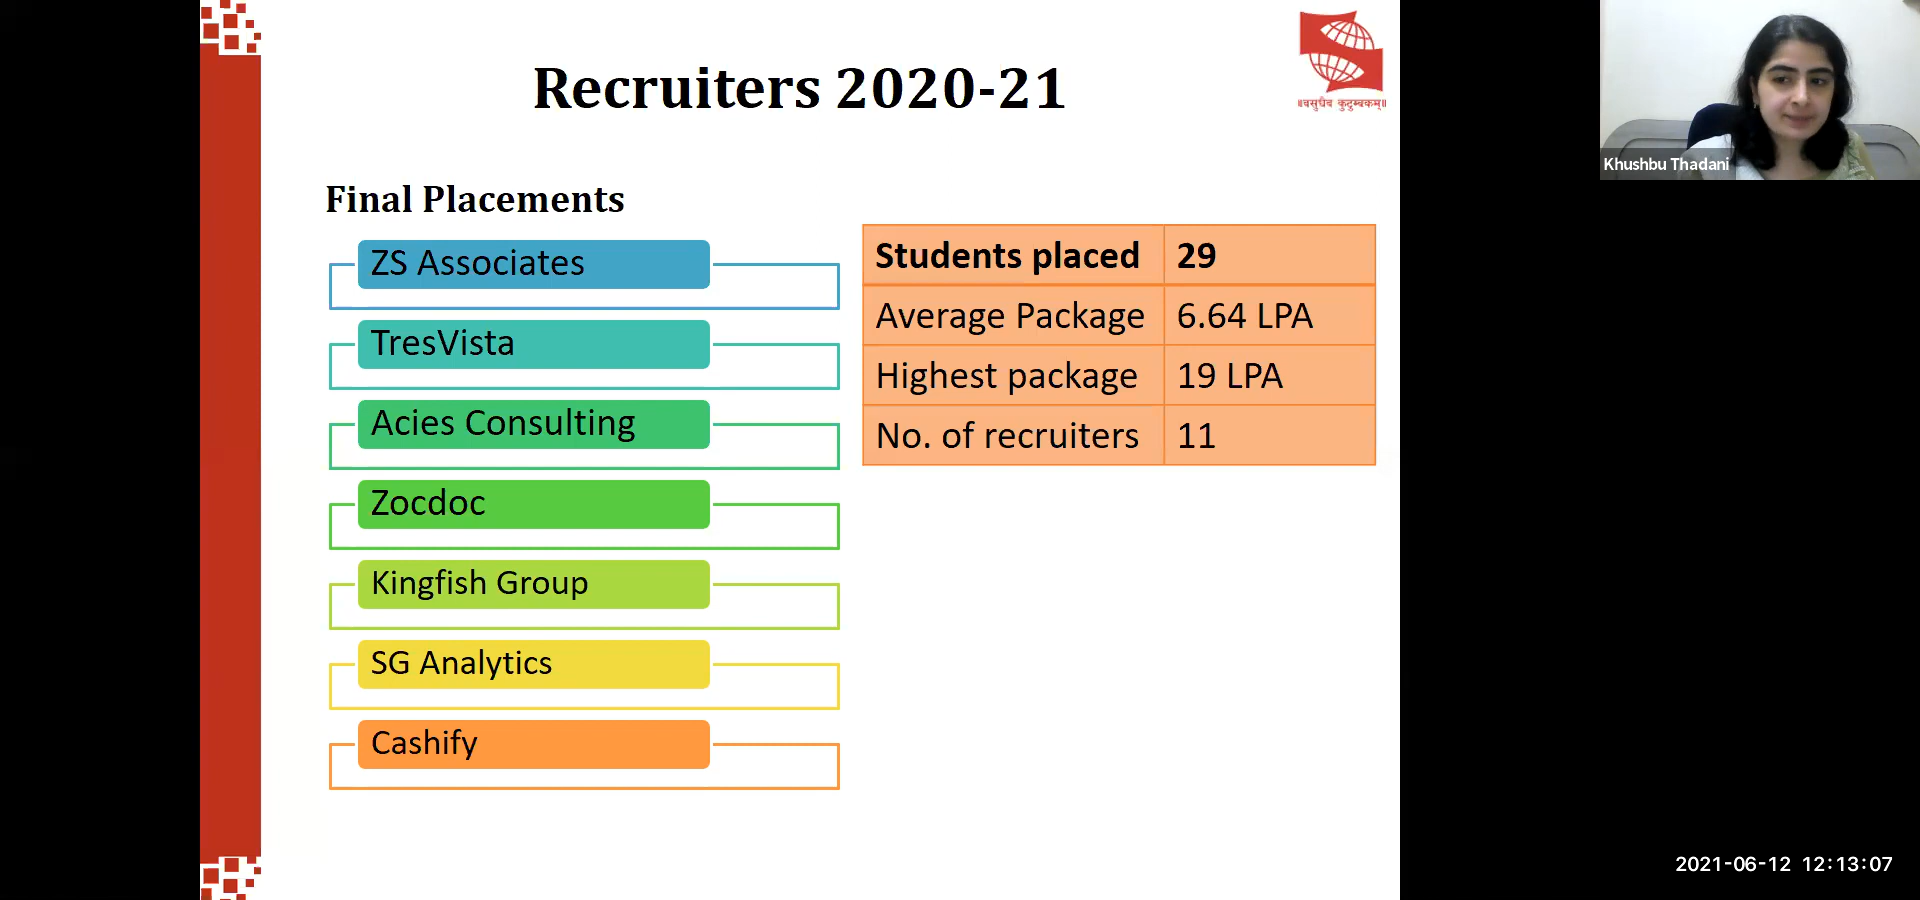 Recruiters 2020-21
॥वसुधैव कुटुम्बकम्॥
Khushbu Thadani
Final Placements
ZS Associates
TresVista
Acies Consulting
Zocdoc
Kingfish Group
SG Analytics
Cashify
Students placed 29
Average Package 6.64 LPA
Highest package 19 LPA
No. of recruiters 11
2021-06-12 12:13:07